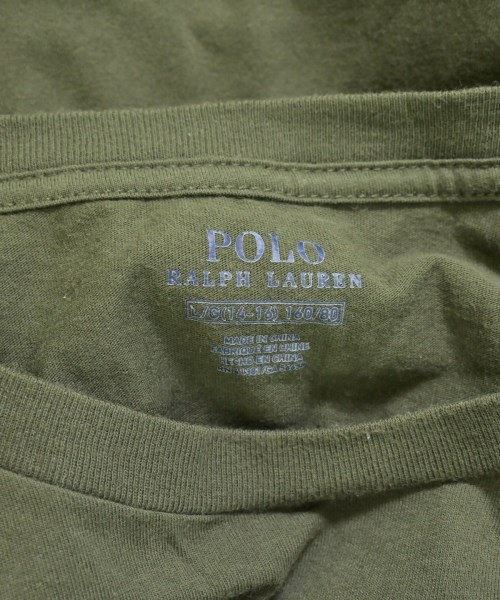 POLO
RALPH LAUREN
L/G(14-16) 160/80
MADE IN CHINA
FABRIQUÉ EN CHINE
HECHO EN CHINA